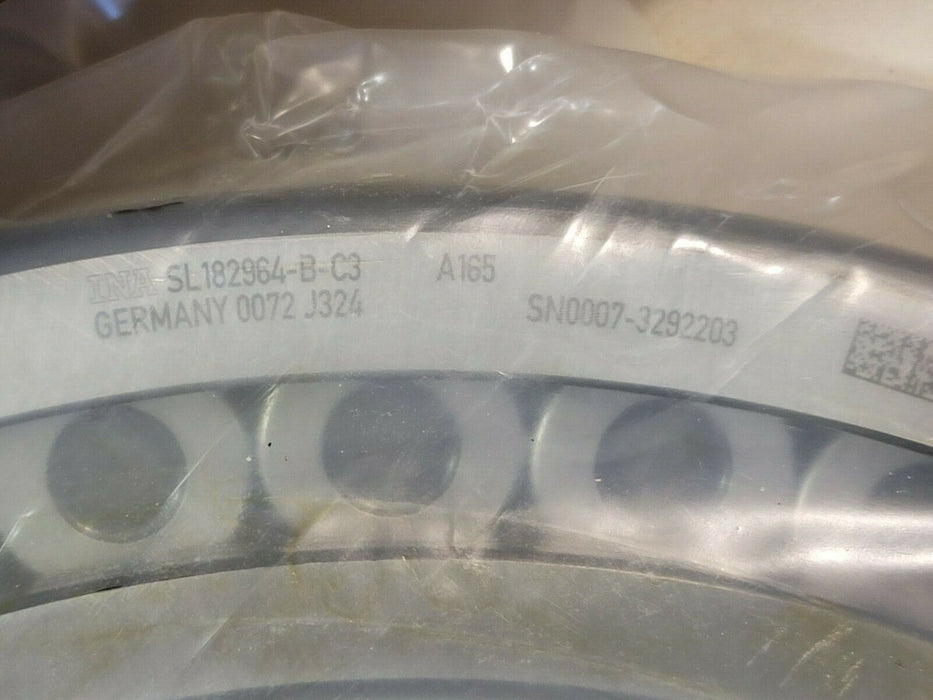 INA SL182964-B-C3 A165
GERMANY 0072 J324 SN0007-3292203